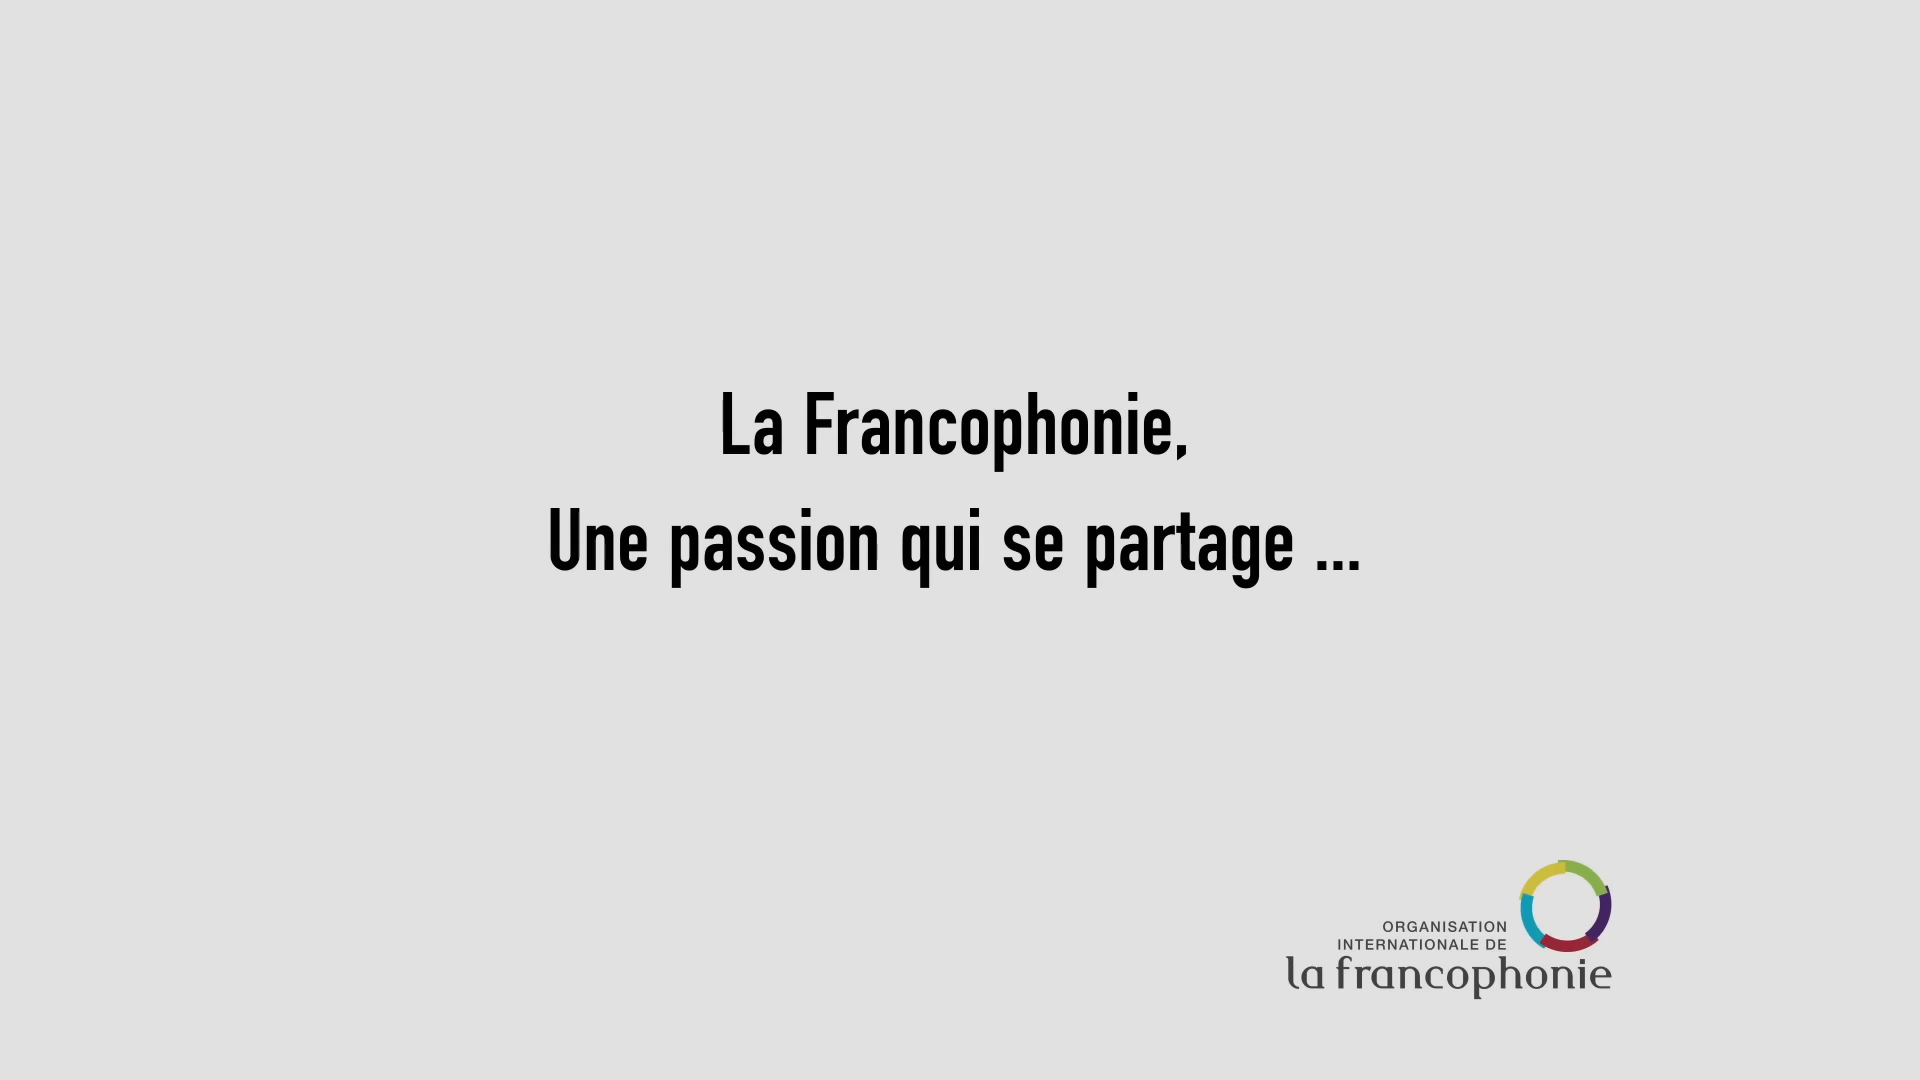 La Francophonie,
Une passion qui se partage ...
ORGANISATION
INTERNATIONALE DE
la francophonie